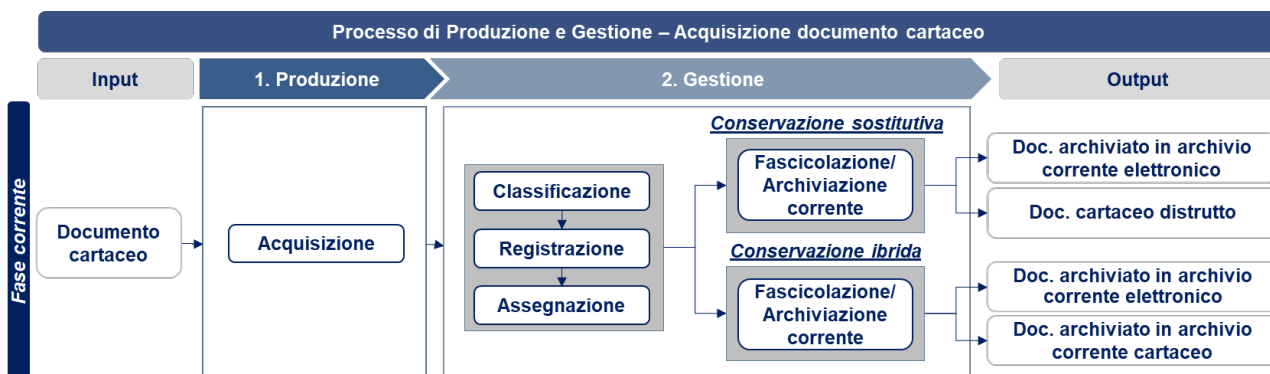 Processo di Produzione e Gestione – Acquisizione documento cartaceo
Input
1. Produzione
2. Gestione
Output
Fase corrente
Documento
cartaceo
Acquisizione
Classificazione
Registrazione
Assegnazione
Conservazione sostitutiva
Fascicolazione/
Archiviazione
corrente
Conservazione ibrida
Fascicolazione/
Archiviazione
corrente
Doc. archiviato in archivio
corrente elettronico
Doc. cartaceo distrutto
Doc. archiviato in archivio
corrente elettronico
Doc. archiviato in archivio
corrente cartaceo